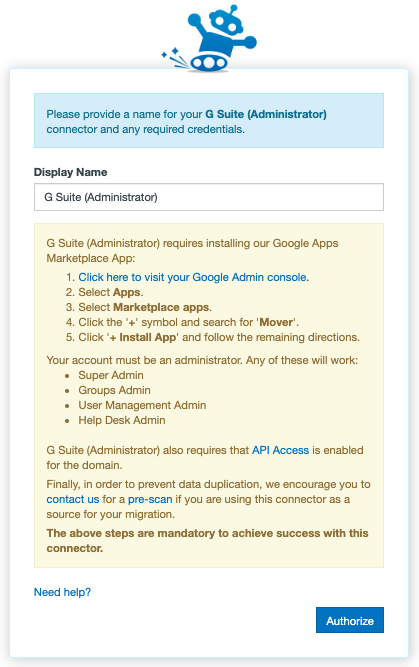 Please provide a name for your G Suite (Administrator)
connector and any required credentials.
Display Name
G Suite (Administrator)
G Suite (Administrator) requires installing our Google Apps
Marketplace App:
1. Click here to visit your Google Admin console.
2. Select Apps.
3. Select Marketplace apps.
4. Click the '+' symbol and search for 'Mover'.
5. Click '+ Install App' and follow the remaining directions.
Your account must be an administrator. Any of these will work:
• Super Admin
• Groups Admin
• User Management Admin
• Help Desk Admin
G Suite (Administrator) also requires that API Access is enabled
for the domain.
Finally, in order to prevent data duplication, we encourage you to
contact us for a pre-scan if you are using this connector as a
source for your migration.
The above steps are mandatory to achieve success with this
connector.
Need help?
Authorize